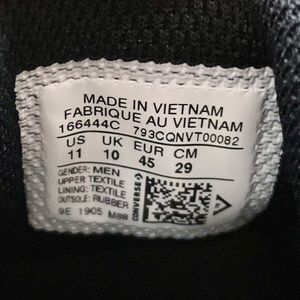 MADE IN VIETNAM
FABRIQUE AU VIETNAM
166444C 793CQNVT00082
US UK EUR CM
11 10 45 29
GENDER: MEN
UPPER: TEXTILE
LINING: TEXTILE
OUTSOLE: RUBBER
9E 1905 M88
CONVERSE